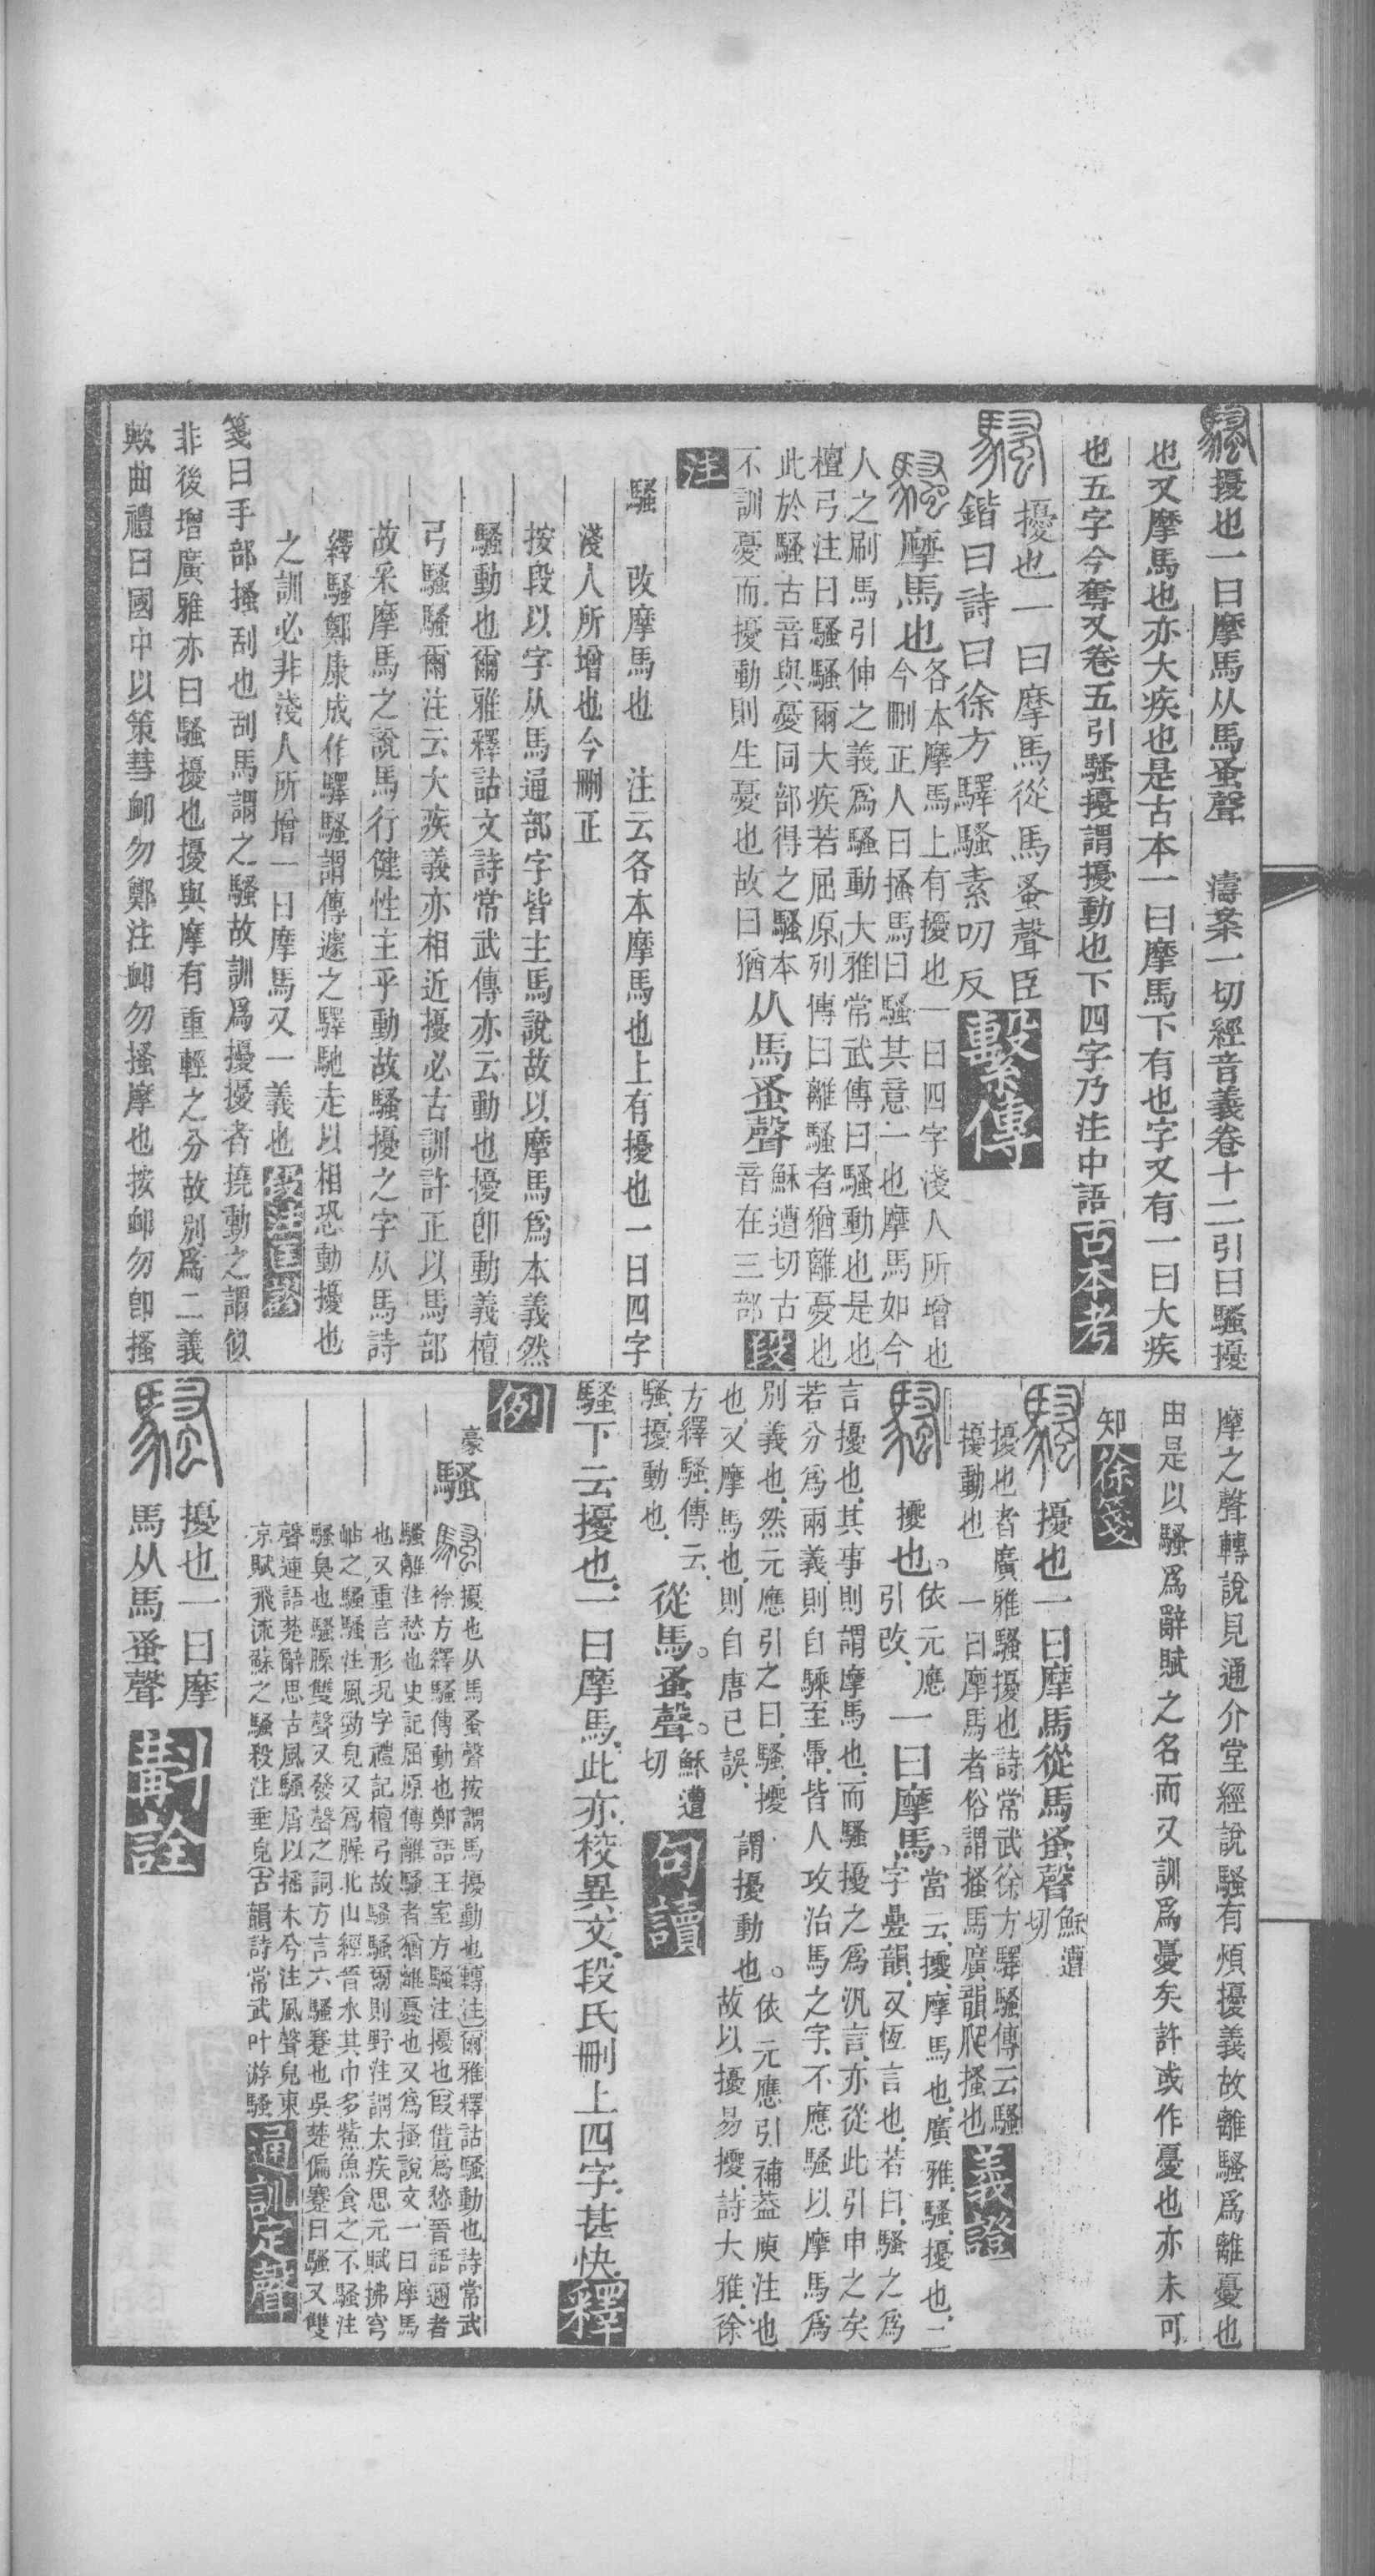 騷擾也一曰摩馬从馬蚤聲　濤案一切經音義卷十二引曰騷擾
也又摩馬也亦大疾也是古本一曰摩馬下有也字又有一曰大疾
也五字今奪又卷五引騷擾謂擾動也下四字乃注中語古本考
騷擾也一曰摩馬從馬蚤聲臣
鍇曰詩曰徐方驛騷素叨反繫傳
騷摩馬也各本摩馬上有擾也一曰四字淺人所增也
今刪正人曰搔馬曰騷其意一也摩馬如今
人之刷馬引伸之義爲騷動大雅常武傳曰騷動也是也
檀弓注曰騷騷爾大疾若屈原列傳曰離騷者猶離憂也
此於騷古音與憂同部得之騷本
不訓憂而擾動則生憂也故曰猶从馬蚤聲穌遭切古
音在三部段
注
騷　改摩馬也　注云各本摩馬也上有擾也一曰四字
淺人所增也今刪正
按段以字从馬通部字皆主馬說故以摩馬爲本義然
騷動也爾雅釋詁文詩常武傳亦云動也擾卽動義檀
弓騷騷爾注云大疾義亦相近擾必古訓許正以馬部
故采摩馬之說馬行健性主乎動故騷擾之字从馬詩
繹騷鄭康成作驛騷謂傳遽之驛馳走以相恐動擾也
之訓必非淺人所增一曰摩馬又一義也段注匡謬
箋曰手部搔刮也刮馬謂之騷故訓爲擾擾者撓動之謂似
非後增廣雅亦曰騷擾也擾與摩有重輕之分故別爲二義
歟曲禮曰國中以策彗卹勿鄭注卹勿搔摩也按卹勿卽搔
摩之聲轉說見通介堂經說騷有煩擾義故離騷爲離憂也
由是以騷爲辭賦之名而又訓爲憂矣許或作憂也亦未可
知徐箋
騷擾也一曰摩馬從馬蚤聲穌遭
切
擾也者廣雅騷擾也詩常武徐方驛騷傳云騷
擾動也　一曰摩馬者俗謂搔馬廣韻爬搔也義證
騷　擾也。依元應
引改、一曰摩馬。當云、擾、摩馬也、廣雅、騷、擾也、二
字疊韻、又恆言也、若曰、騷之爲
言擾也、其事則謂摩馬也、而騷擾之爲汎言、亦從此引申之矣
若分爲兩義、則自騋至馽、皆人攻治馬之字、不應騷以摩馬爲
別義也、然元應引之曰、騷、擾
也、又摩馬也、則自唐已誤、謂擾動也。依元應引補、葢庾注也、
故以擾易擾、詩大雅、徐
方繹騷、傳云、
騷、擾動也、從馬。蚤聲。穌遭
切句讀
騷下云擾也、一曰摩馬、此亦校異文、段氏刪上四字、甚快、釋
例
豪騷騷擾也从馬蚤聲按謂馬擾動也轉注爾雅釋詁騷動也詩常武
徐方繹騷傳動也鄭語王室方騷注擾也叚借爲愁晉語邇者
騷離注愁也史記屈原傳離騷者猶離憂也又爲搔說文一曰摩馬
也又重言形況字禮記檀弓故騷騷爾則野注謂太疾思元賦拂穹
岫之騷騷注風勁皃又爲臊北山經晉水其中多鮆魚食之不騷注
騷臭也騷臊雙聲又發聲之詞方言六騷蹇也吳楚偏蹇曰騷又雙
聲連語楚辭思古風騷屑以搖木兮注風聲皃東
京賦飛流蘇之騷殺注垂皃古韻詩常武叶游騷通訓定聲
騷擾也一曰摩
馬从馬蚤聲斠詮